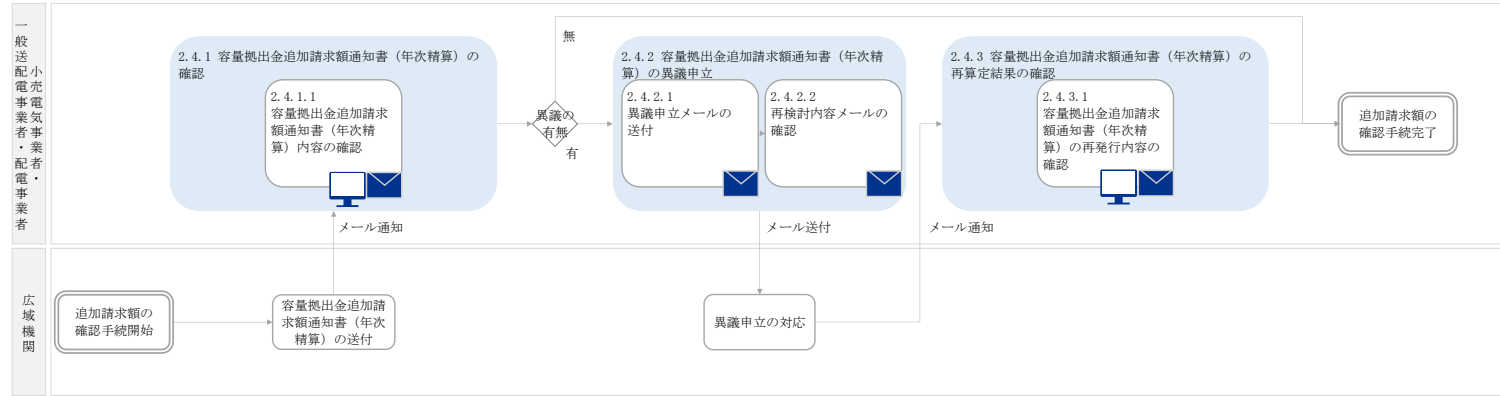 一般送配電事業者・配電事業者
小売電気事業者・
2.4.1 容量拠出金追加請求額通知書（年次精算）の
確認
2.4.1.1
容量拠出金追加請求
額通知書（年次精
算）内容の確認
メール通知
異議の
有無
無
有
2.4.2 容量拠出金追加請求額通知書（年次精
算）の異議申立
2.4.2.1
異議申立メールの
送付
2.4.2.2
再検討内容メールの
確認
メール送付
2.4.3 容量拠出金追加請求額通知書（年次精算）の
再算定結果の確認
2.4.3.1
容量拠出金追加請求
額通知書（年次精
算）の再発行内容の
確認
メール通知
追加請求額の
確認手続完了
広域機関
追加請求額の
確認手続開始
容量拠出金追加請
求額通知書（年次
精算）の送付
異議申立の対応